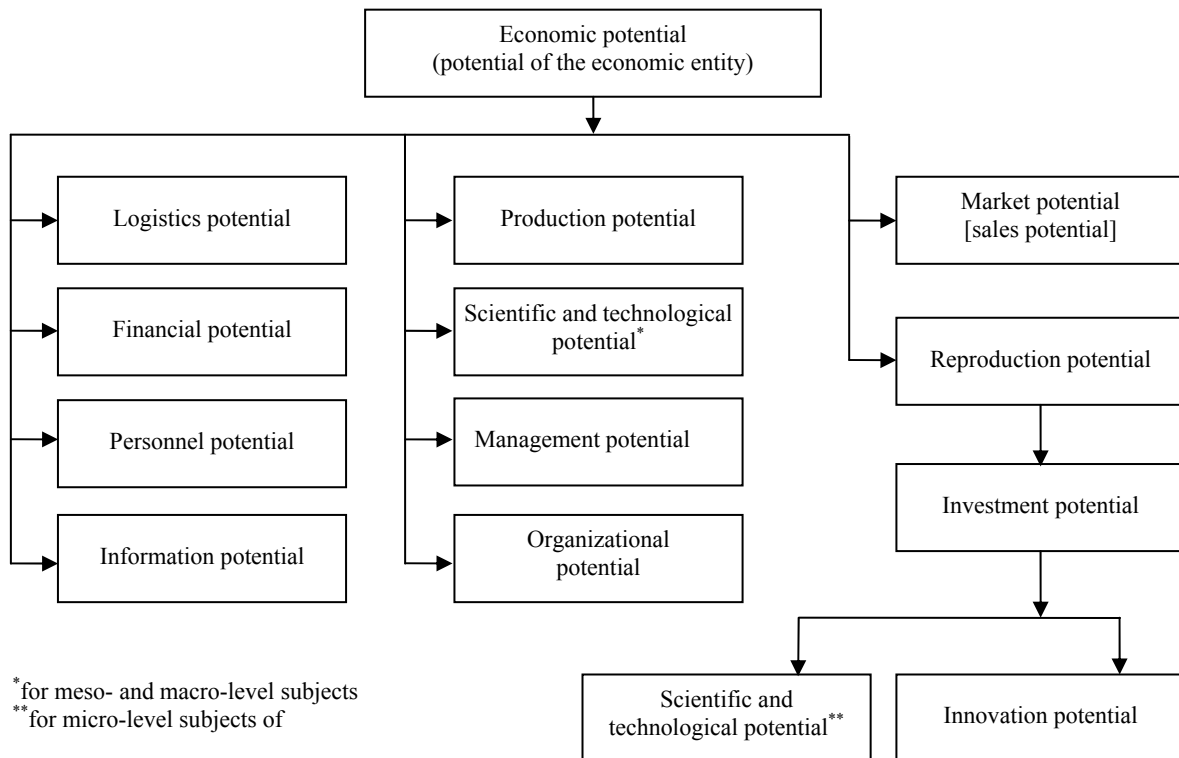 Economic potential
(potential of the economic entity)
Logistics potential
Production potential
Market potential
[sales potential]
Financial potential
Scientific and technological
potential*
Reproduction potential
Personnel potential
Management potential
Investment potential
Information potential
Organizational
potential
*for meso- and macro-level subjects
**for micro-level subjects of
Scientific and
technological potential**
Innovation potential